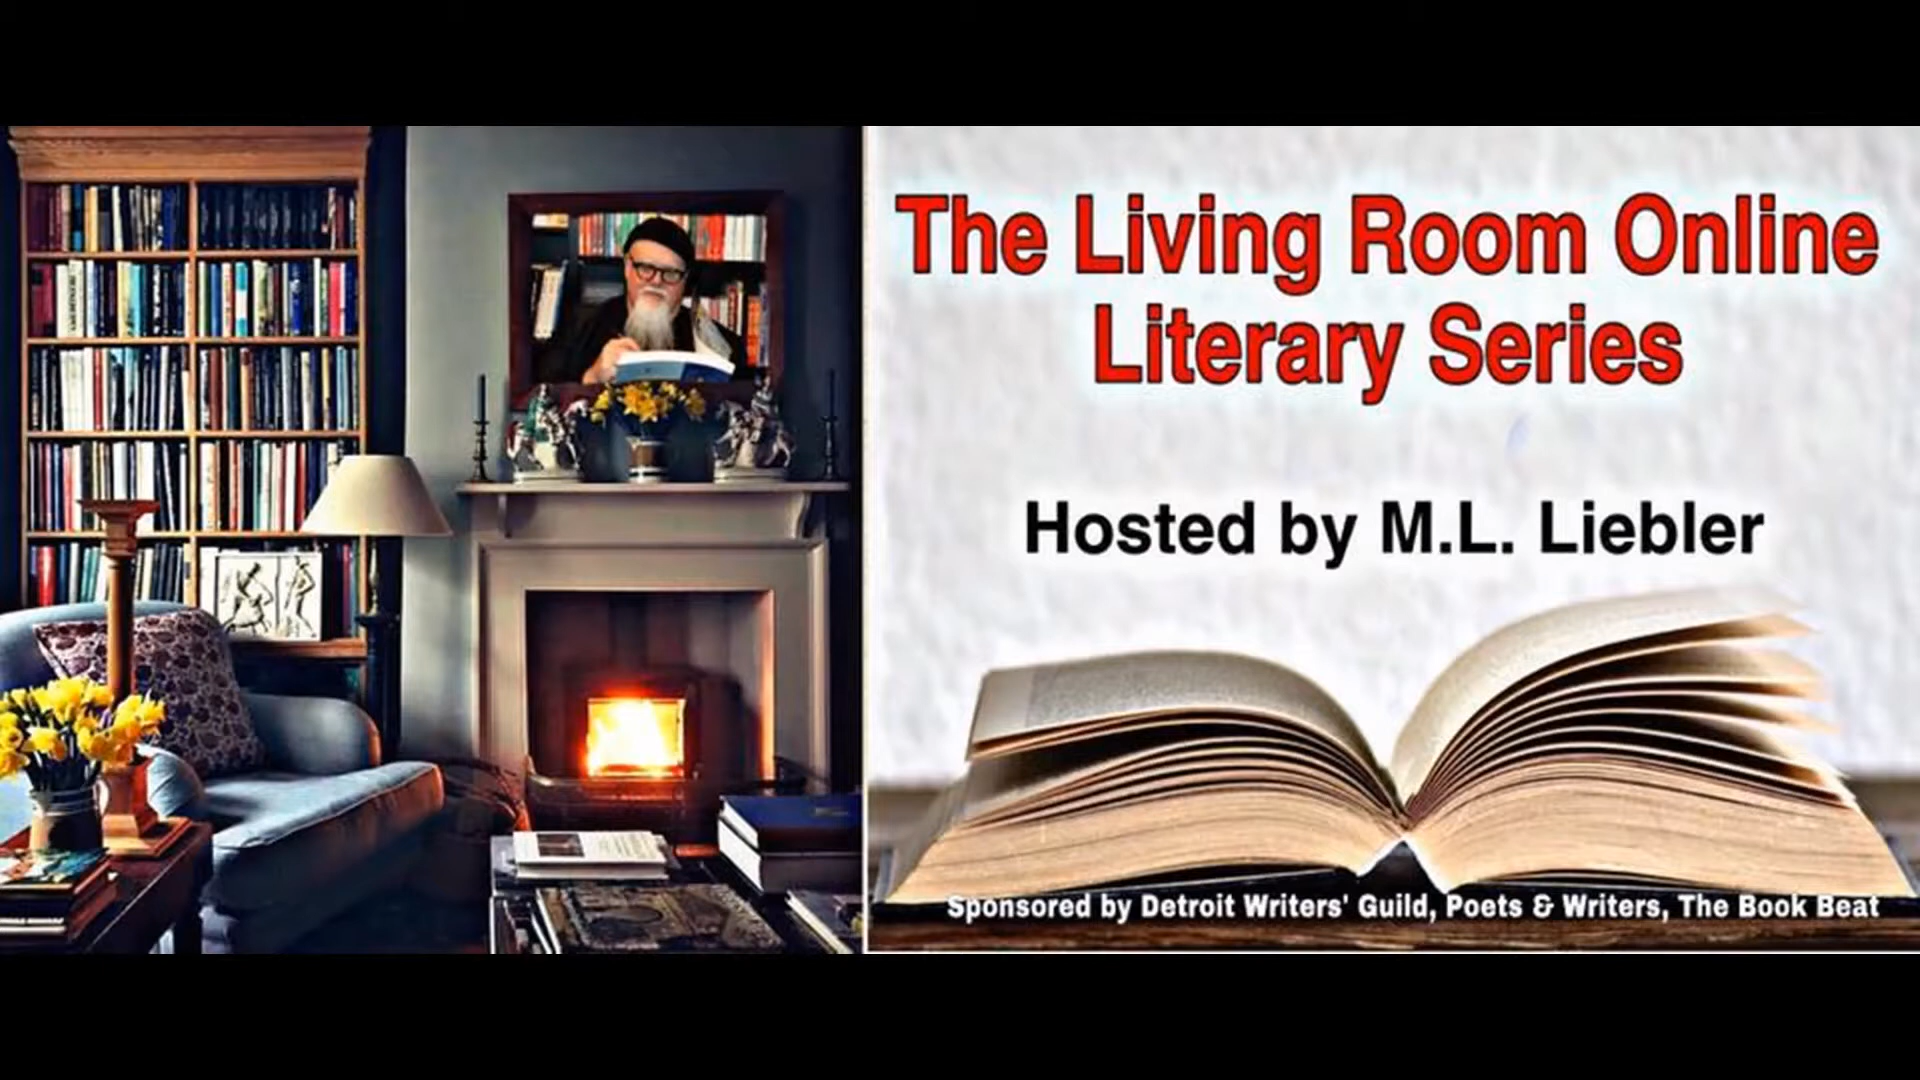 The Living Room Online
Literary Series
Hosted by M.L. Liebler
Sponsored by Detroit Writers' Guild, Poets & Writers, The Book Beat